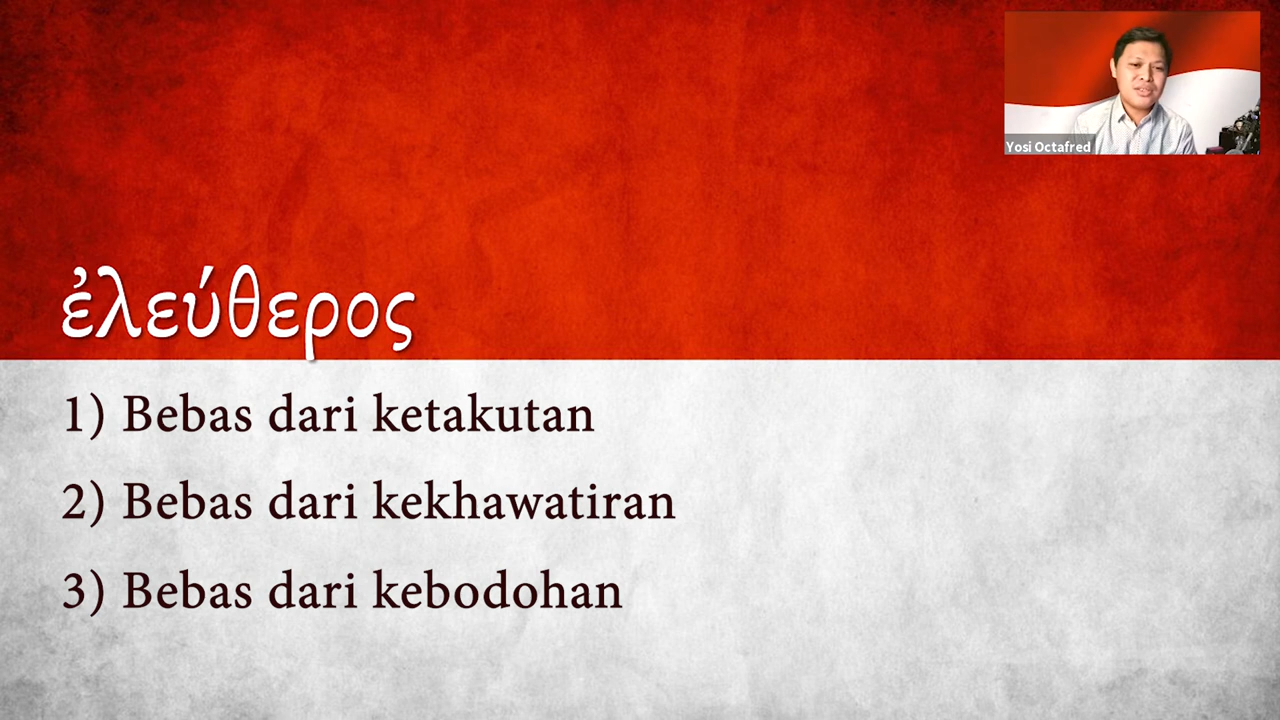 Yosi Octafred
ἐλεύθερος
1) Bebas dari ketakutan
2) Bebas dari kekhawatiran
3) Bebas dari kebodohan